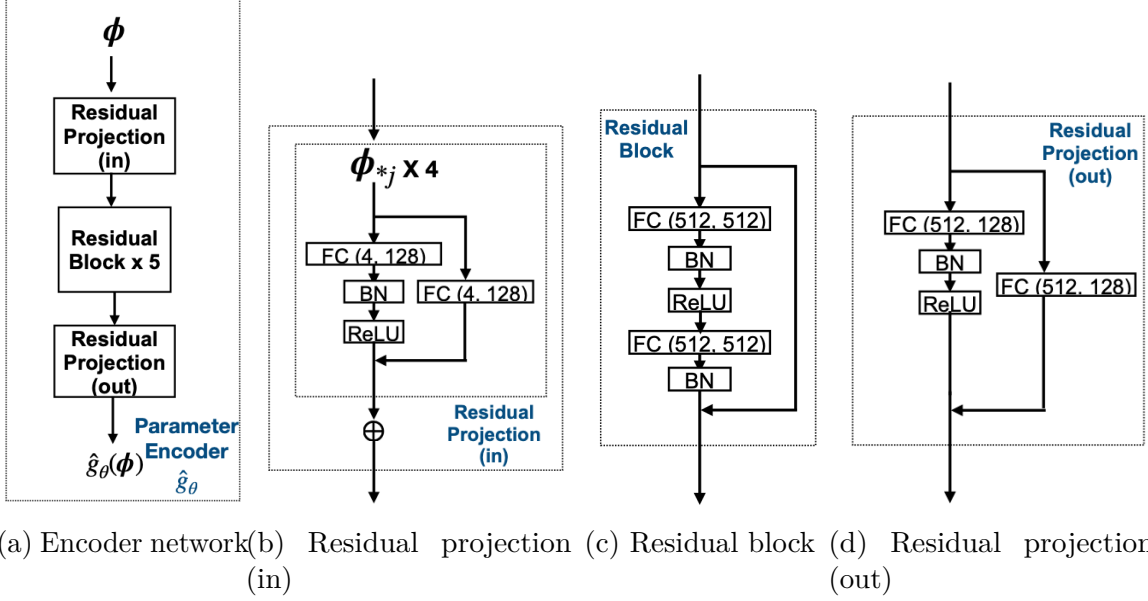 ϕ
Residual
Projection
(in)
Residual
Block x 5
Residual
Projection
(out)
Parameter
Encoder
ĝθ(ϕ)
ĝθ
(a) Encoder network
ϕ*j X 4
FC (4, 128)
BN
FC (4, 128)
ReLU
Residual
Projection
(in)
⊕
(b) Residual projection
(in)
Residual
Block
FC (512, 512)
BN
ReLU
FC (512, 512)
BN
(c) Residual block
Residual
Projection
(out)
FC (512, 128)
BN
FC (512, 128)
ReLU
(d) Residual projection
(out)